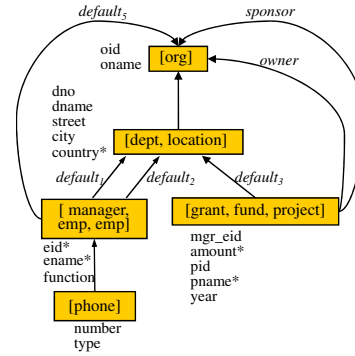 default5
sponsor
oid
oname
[org]
owner
dno
dname
street
city
country*
[dept, location]
default1
default2
default3
[ manager,
emp, emp]
[grant, fund, project]
eid*
ename*
function
mgr_eid
amount*
pid
pname*
year
[phone]
number
type